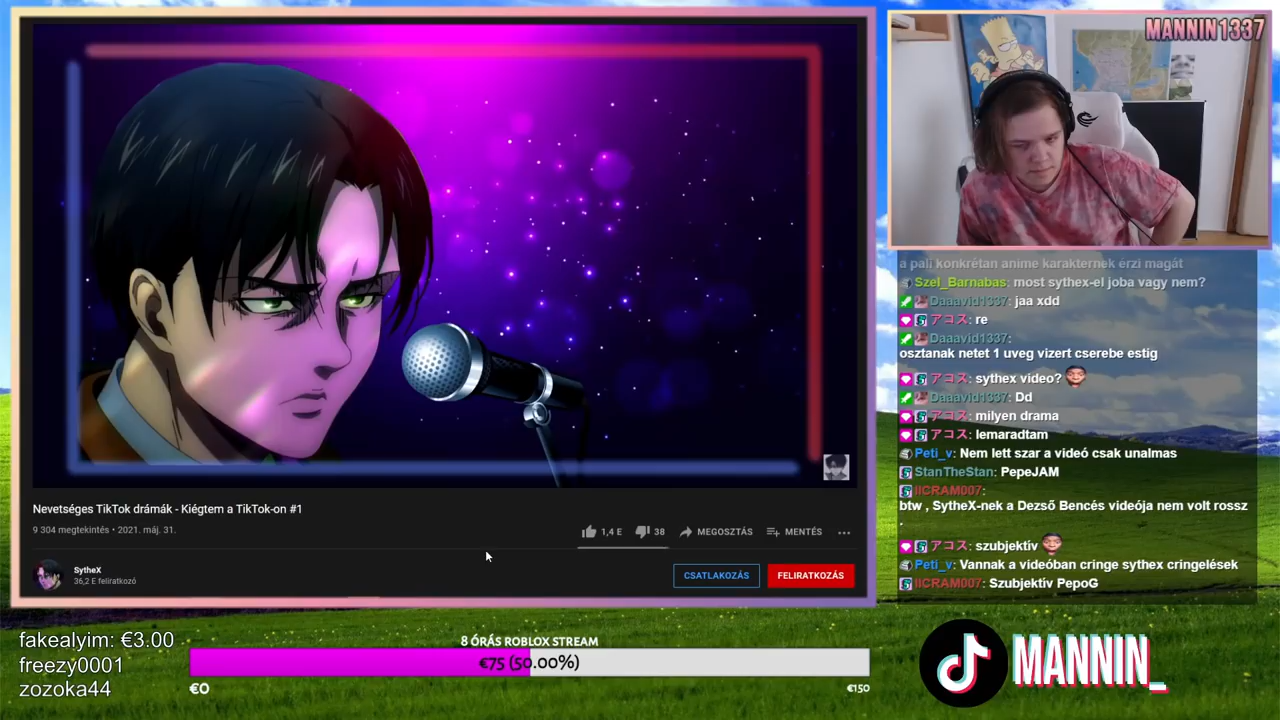 MANNIN1337
a pali konkrétan anime karakternek érzi magát
Szel_Barnabas: most sythex-el joba vagy nem?
Daaavid1337: jaa xdd
アコス: re
Daaavid1337:
osztanak netet 1 uveg vizert cserebe estig
アコス: sythex video?
Daaavid1337: Dd
アコス: milyen drama
アコス: lemaradtam
Peti_v: Nem lett szar a videó csak unalmas
StanTheStan: PepeJAM
IICRAM007:
btw , SytheX-nek a Dezső Bencés videója nem volt rossz
.
アコス: szubjektív
Peti_v: Vannak a videóban cringe sythex cringelések
IICRAM007: Szubjektív PepoG
Nevetséges TikTok drámák - Kiégtem a TikTok-on #1
9 304 megtekintés • 2021. máj. 31.
1,4 E 38 MEGOSZTÁS MENTÉS
SytheX
36,2 E feliratkozó
CSATLAKOZÁS FELIRATKOZÁS
fakealyim: €3.00
freezy0001
zozoka44
8 ÓRÁS ROBLOX STREAM
€75 (50.00%)
€0 €150
MANNIN_